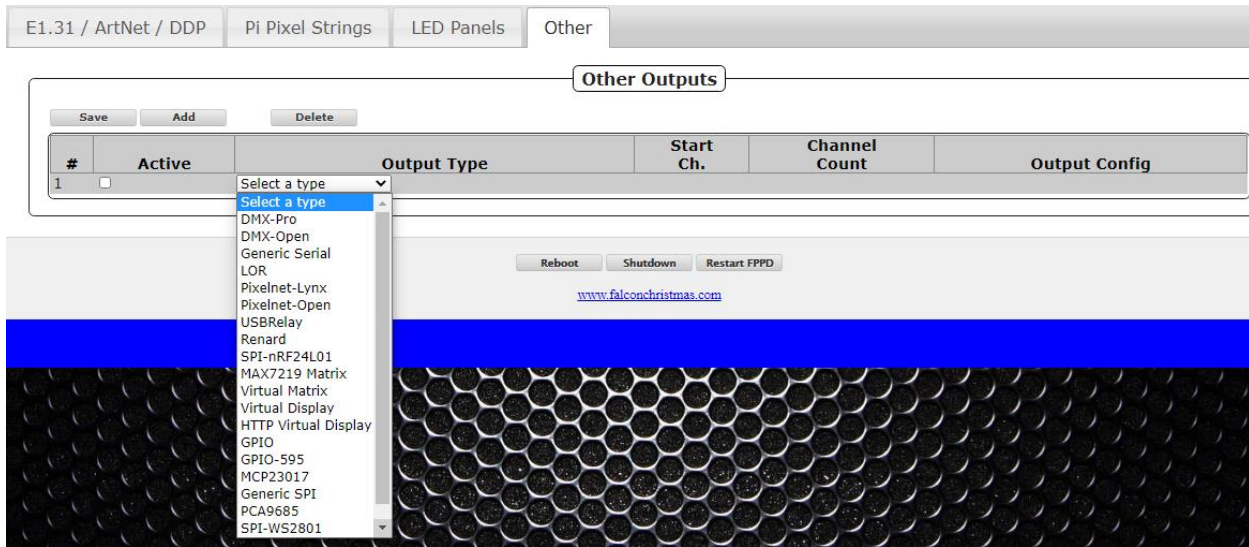 E1.31 / ArtNet / DDP Pi Pixel Strings LED Panels Other
Other Outputs
Save Add Delete
# Active Output Type Start Ch. Channel Count Output Config
1 Select a type
Select a type
DMX-Pro
DMX-Open
Generic Serial
LOR
Pixelnet-Lynx
Pixelnet-Open
USBRelay
Renard
SPI-nRF24L01
MAX7219 Matrix
Virtual Matrix
Virtual Display
HTTP Virtual Display
GPIO
GPIO-595
MCP23017
Generic SPI
PCA9685
SPI-WS2801
Reboot Shutdown Restart FPPD
www.falconchristmas.com